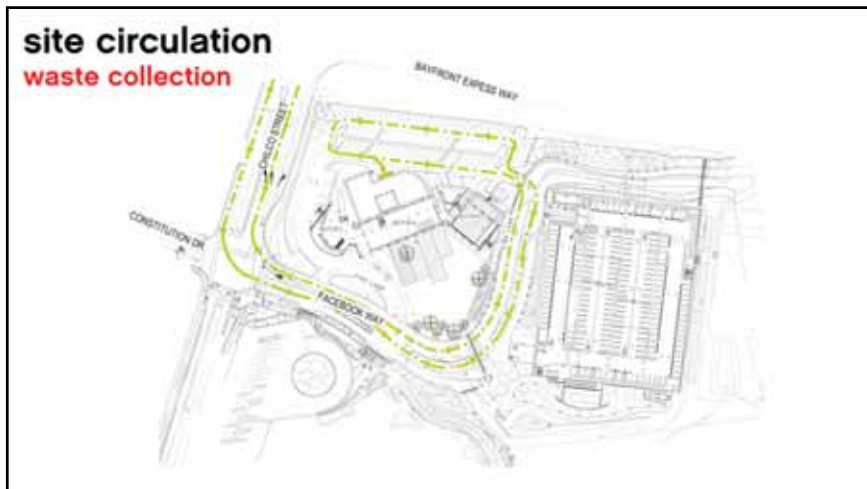 site circulation
waste collection
BAYFRONT EXPESS WAY
CHILCO STREET
CONSTITUTION DR.
FACEBOOK WAY